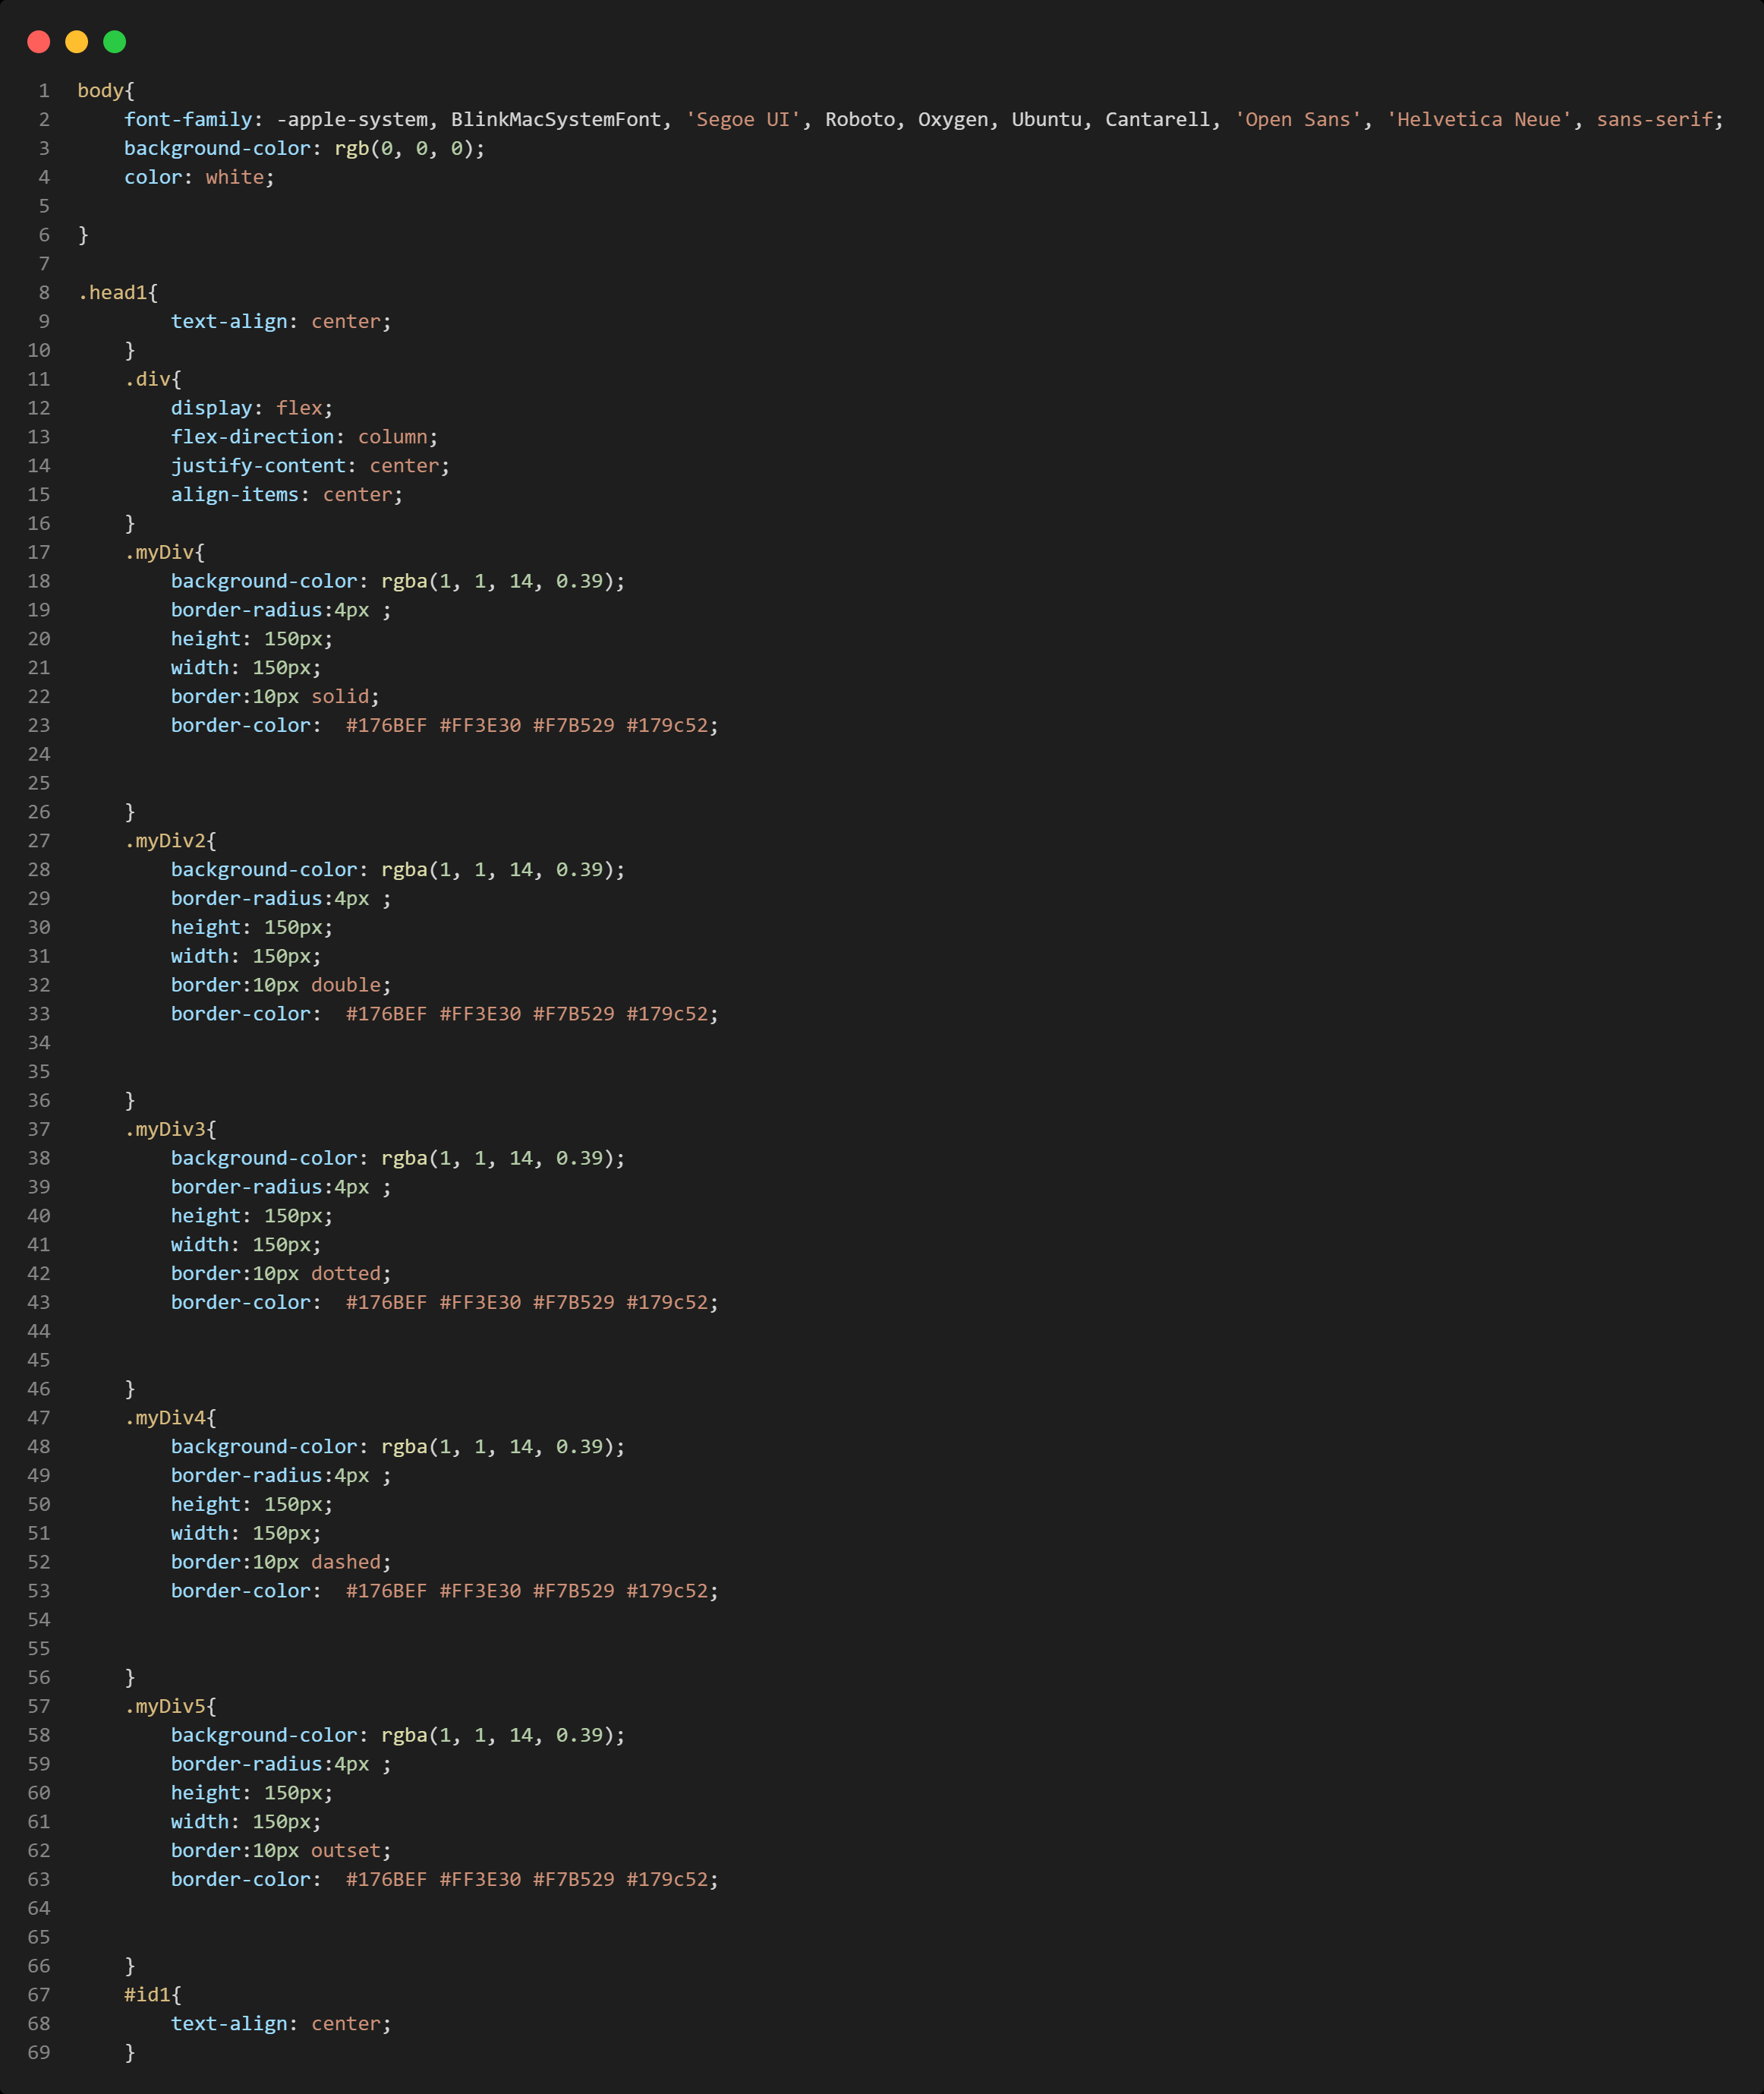 1 body{
2     font-family: -apple-system, BlinkMacSystemFont, 'Segoe UI', Roboto, Oxygen, Ubuntu, Cantarell, 'Open Sans', 'Helvetica Neue', sans-serif;
3     background-color: rgb(0, 0, 0);
4     color: white;
5
6 }
7
8 .head1{
9         text-align: center;
10     }
11     .div{
12         display: flex;
13         flex-direction: column;
14         justify-content: center;
15         align-items: center;
16     }
17     .myDiv{
18         background-color: rgba(1, 1, 14, 0.39);
19         border-radius:4px ;
20         height: 150px;
21         width: 150px;
22         border:10px solid;
23         border-color:  #176BEF #FF3E30 #F7B529 #179c52;
24
25
26     }
27     .myDiv2{
28         background-color: rgba(1, 1, 14, 0.39);
29         border-radius:4px ;
30         height: 150px;
31         width: 150px;
32         border:10px double;
33         border-color:  #176BEF #FF3E30 #F7B529 #179c52;
34
35
36     }
37     .myDiv3{
38         background-color: rgba(1, 1, 14, 0.39);
39         border-radius:4px ;
40         height: 150px;
41         width: 150px;
42         border:10px dotted;
43         border-color:  #176BEF #FF3E30 #F7B529 #179c52;
44
45
46     }
47     .myDiv4{
48         background-color: rgba(1, 1, 14, 0.39);
49         border-radius:4px ;
50         height: 150px;
51         width: 150px;
52         border:10px dashed;
53         border-color:  #176BEF #FF3E30 #F7B529 #179c52;
54
55
56     }
57     .myDiv5{
58         background-color: rgba(1, 1, 14, 0.39);
59         border-radius:4px ;
60         height: 150px;
61         width: 150px;
62         border:10px outset;
63         border-color:  #176BEF #FF3E30 #F7B529 #179c52;
64
65
66     }
67     #id1{
68         text-align: center;
69     }